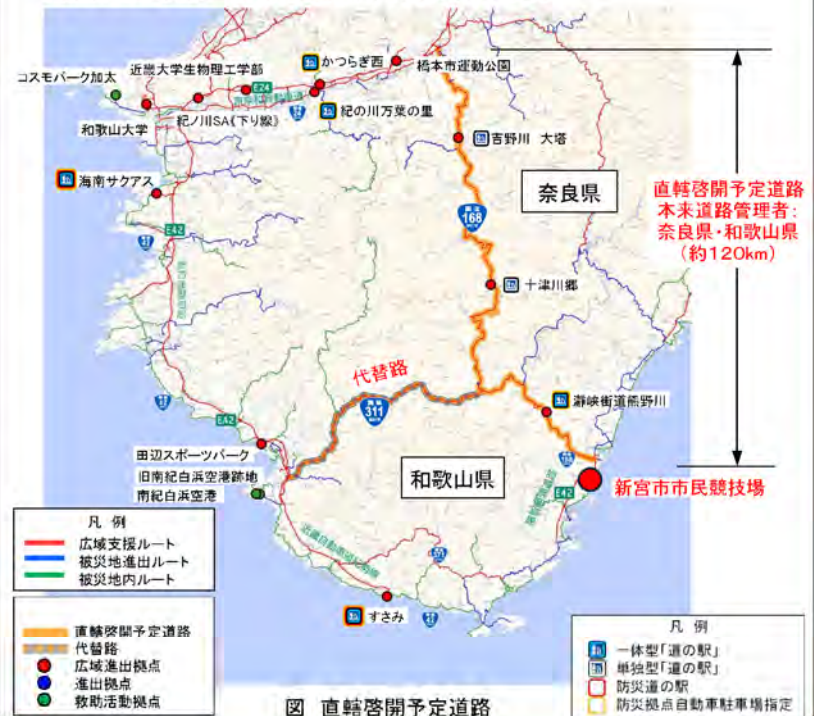 かつらぎ西
近畿大学生物理工学部
橋本市運動公園
コスモパーク加太
E24
紀の川万葉の里
紀ノ川SA《下り線》
和歌山大学
吉野川 大塔
海南サクアス
奈良県
直轄啓開予定道路
本来道路管理者:
奈良県・和歌山県
(約120km)
168
E42
十津川郷
代替路
瀞峡街道熊野川
311
E42
田辺スポーツパーク
旧南紀白浜空港跡地
南紀白浜空港
和歌山県
E42
新宮市市民競技場
すさみ
凡 例
広域支援ルート
被災地進出ルート
被災地内ルート
直轄啓開予定道路
代替路
広域進出拠点
進出拠点
救助活動拠点
凡 例
一体型「道の駅」
単独型「道の駅」
防災道の駅
防災拠点自動車駐車場指定
図 直轄啓開予定道路